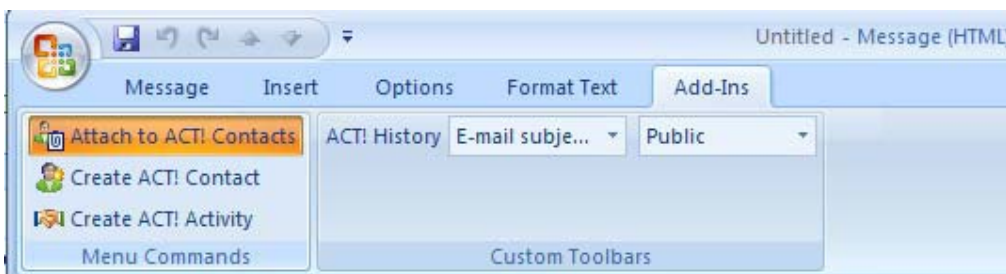 Untitled - Message (HTML)
Message Insert Options Format Text Add-Ins
Attach to ACT! Contacts ACT! History E-mail subje... Public
Create ACT! Contact
Create ACT! Activity
Menu Commands Custom Toolbars